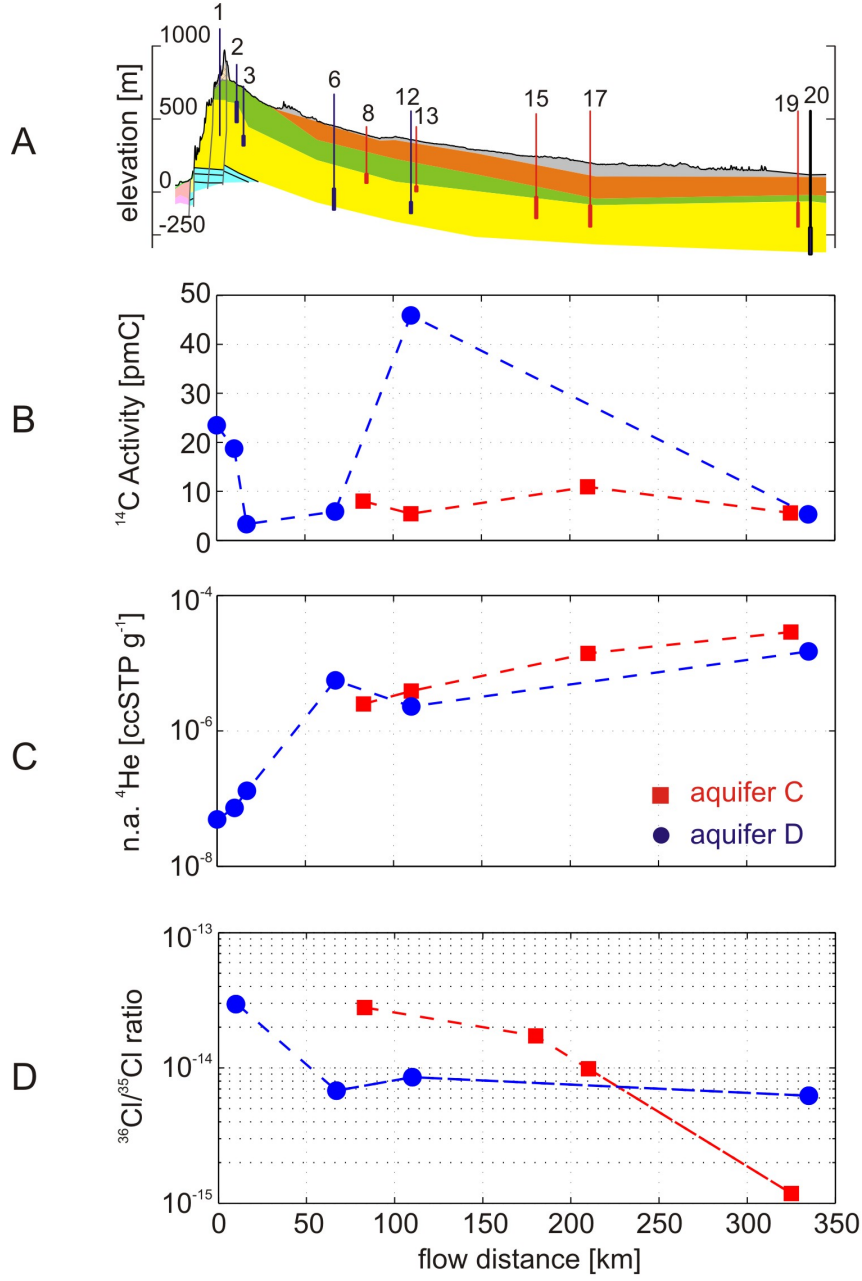 A
elevation [m]
1000
500
0
-250
1
2
3
6
8
12
13
15
17
19
20
B
¹⁴C Activity [pmC]
50
40
30
20
10
0
C
n.a. ⁴He [ccSTP g⁻¹]
10⁻⁴
10⁻⁶
10⁻⁸
aquifer C
aquifer D
D
³⁶Cl/³⁵Cl ratio
10⁻¹³
10⁻¹⁴
10⁻¹⁵
0 50 100 150 200 250 300 350
flow distance [km]